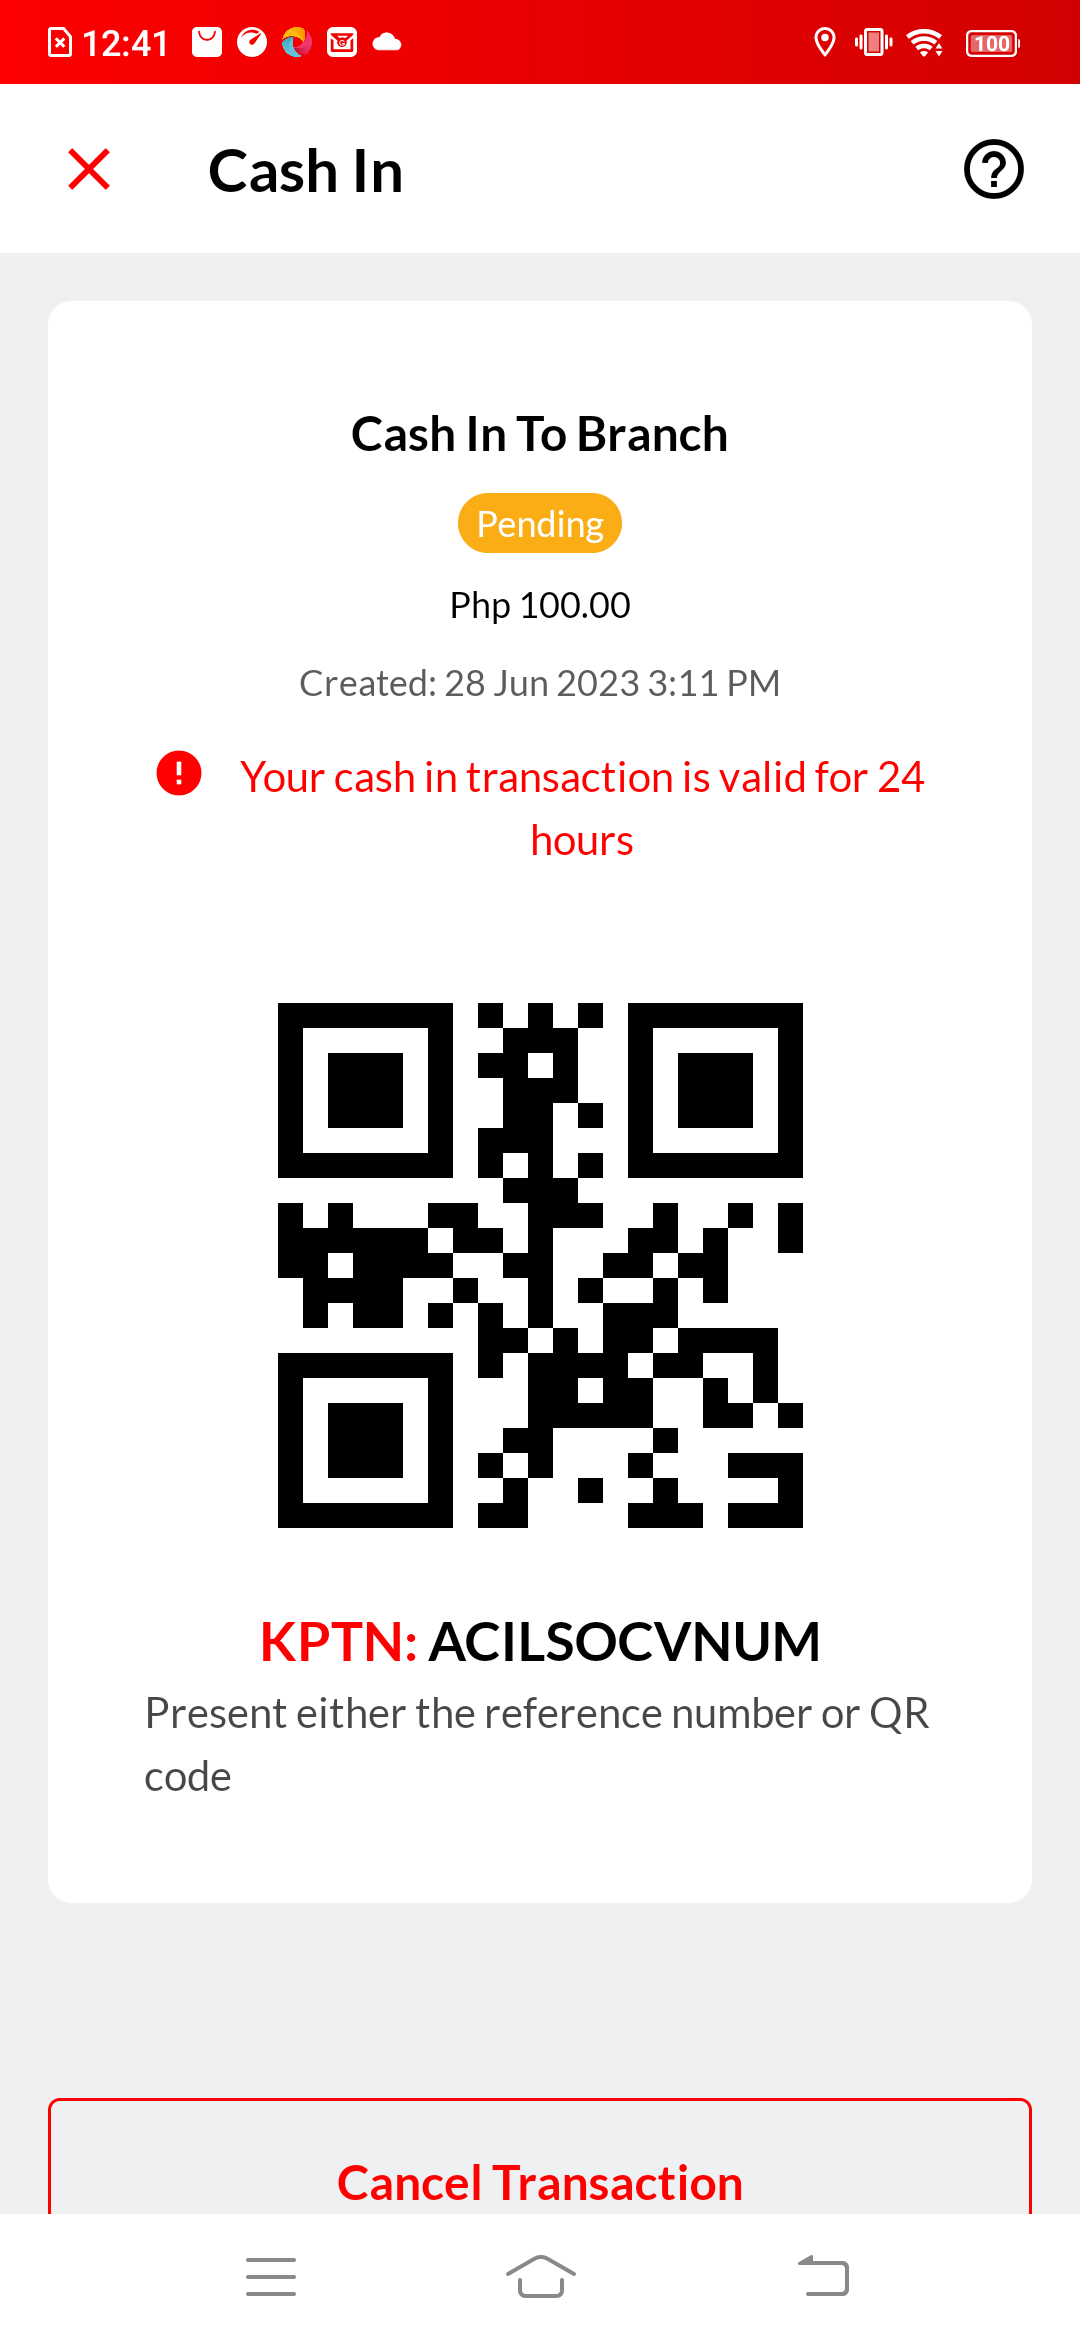 12:41
100
Cash In
Cash In To Branch
Pending
Php 100.00
Created: 28 Jun 2023 3:11 PM
Your cash in transaction is valid for 24
hours
KPTN: ACILSOCVNUM
Present either the reference number or QR
code
Cancel Transaction